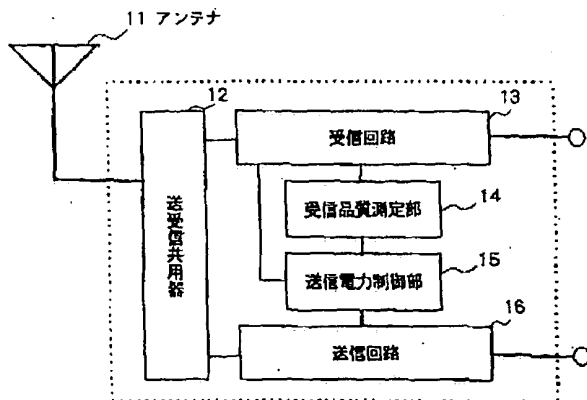 11 アンテナ
12
13
受信回路
送受信共用器
受信品質測定部
14
15
送信電力制御部
16
送信回路